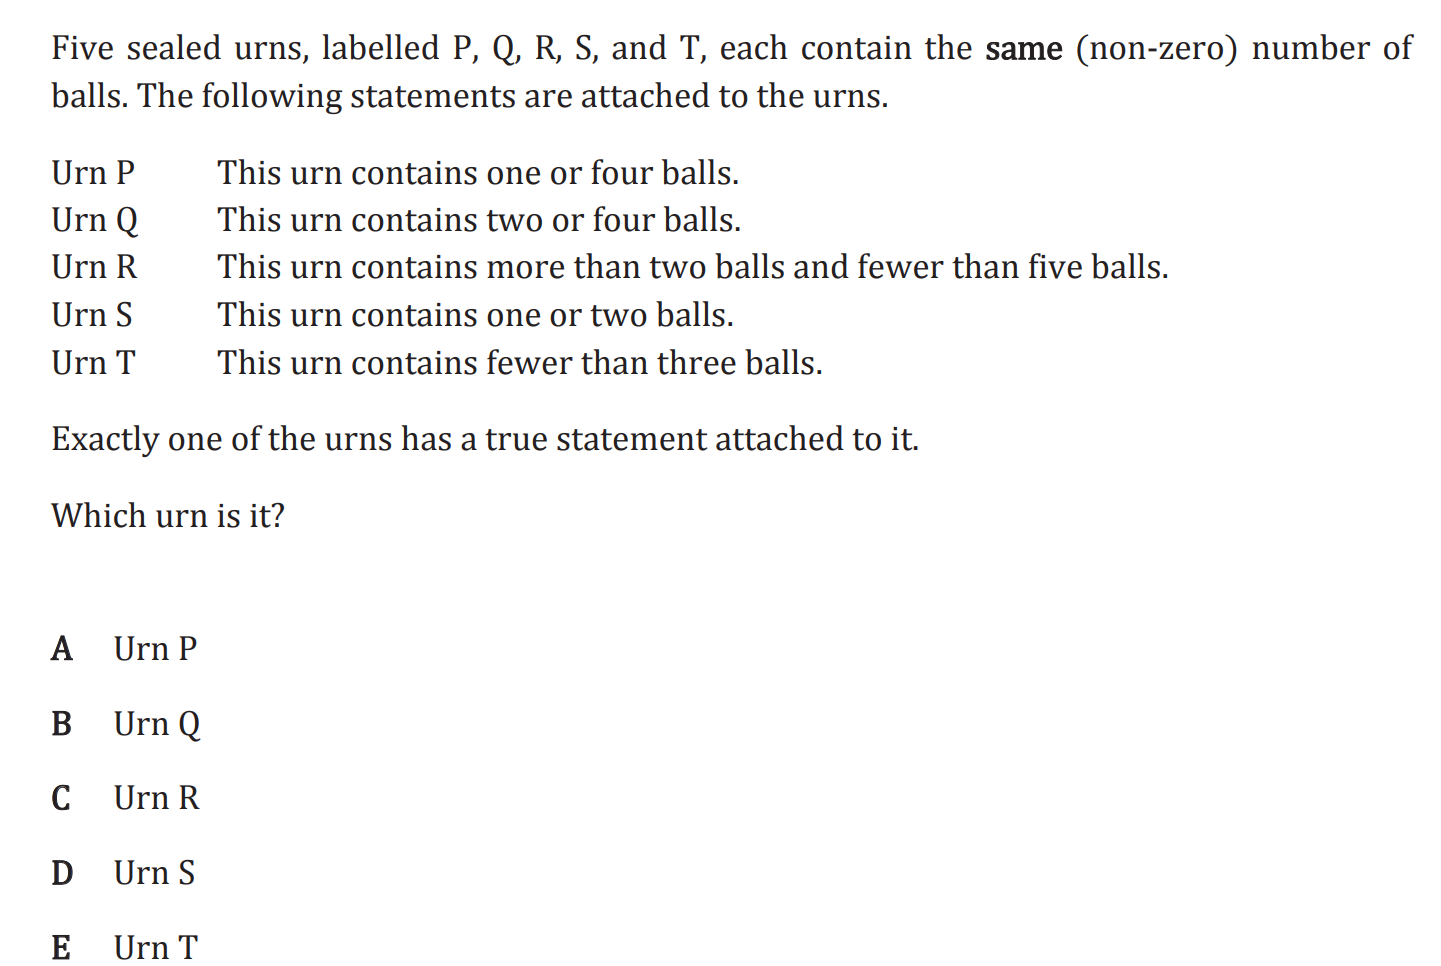 Five sealed urns, labelled P, Q, R, S, and T, each contain the same (non-zero) number of
balls. The following statements are attached to the urns.
Urn P This urn contains one or four balls.
Urn Q This urn contains two or four balls.
Urn R This urn contains more than two balls and fewer than five balls.
Urn S This urn contains one or two balls.
Urn T This urn contains fewer than three balls.
Exactly one of the urns has a true statement attached to it.
Which urn is it?
A Urn P
B Urn Q
C Urn R
D Urn S
E Urn T